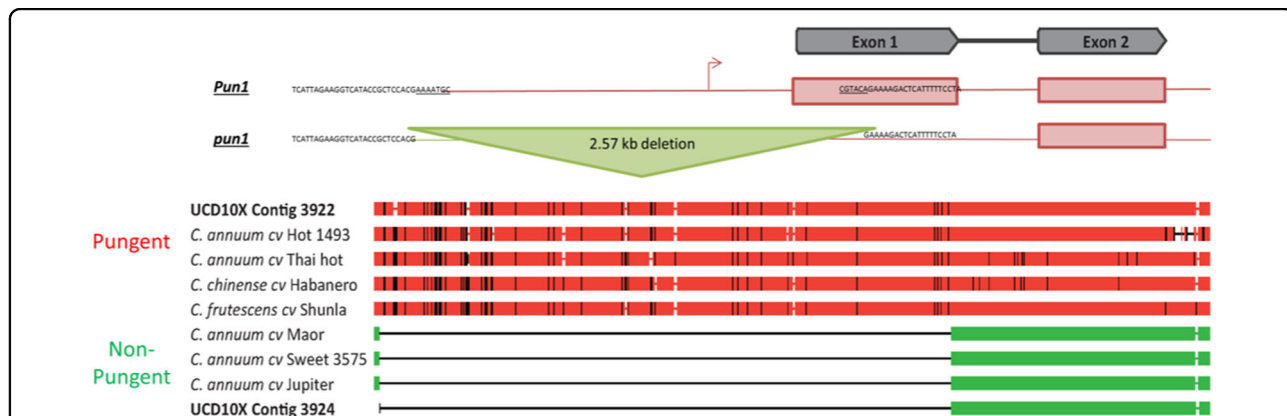 Exon 1 Exon 2
Pun1 TCATTAGAAGGTCATACCGCTCCACGAAAATGC CGTACAGAAAAGACTCATTTTTCCTA
pun1 TCATTAGAAGGTCATACCGCTCCACG GAAAAGACTCATTTTTCCTA
2.57 kb deletion
UCD10X Contig 3922
Pungent
C. annuum cv Hot 1493
C. annuum cv Thai hot
C. chinense cv Habanero
C. frutescens cv Shunla
Non-
Pungent
C. annuum cv Maor
C. annuum cv Sweet 3575
C. annuum cv Jupiter
UCD10X Contig 3924